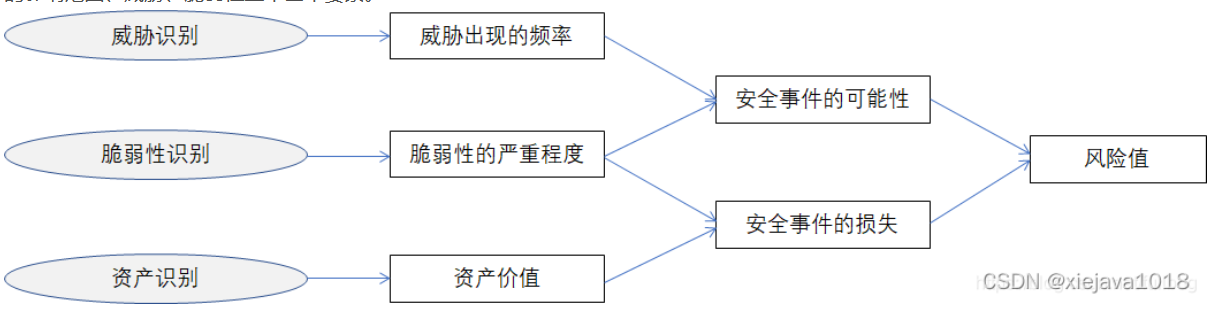 威胁识别
威胁出现的频率
安全事件的可能性
脆弱性识别
脆弱性的严重程度
风险值
安全事件的损失
资产识别
资产价值
CSDN @xiejava1018